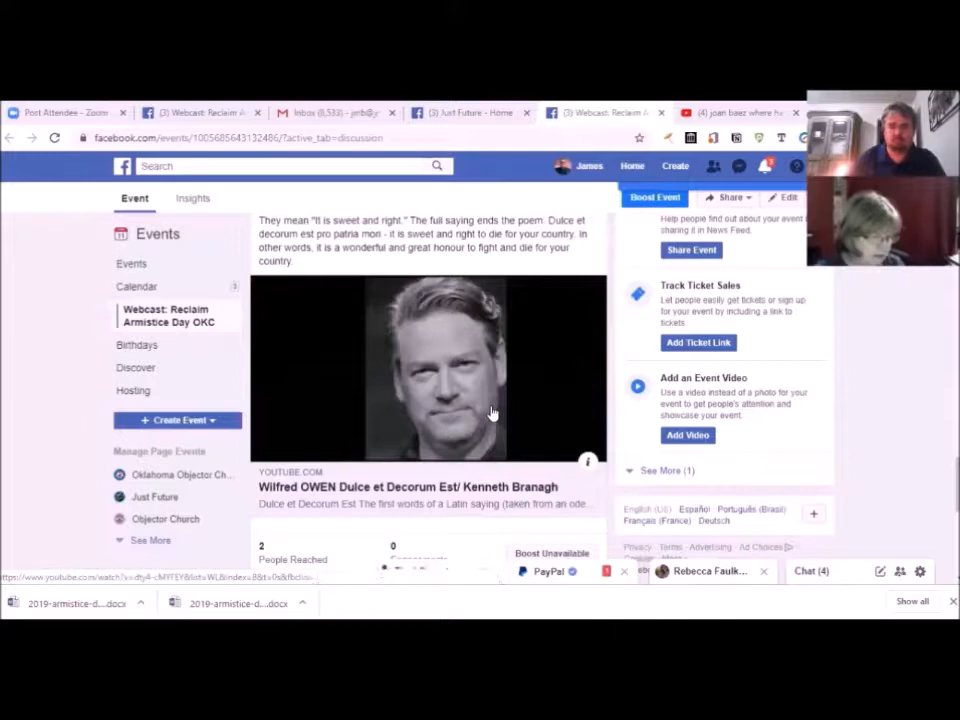 Post Attendee - Zoom
(3) Webcast: Reclaim A
Inbox (8,533) - jmb@j
(3) Just Future - Home
(3) Webcast: Reclaim A
(4) joan baez where ha
facebook.com/events/1005685643132486/?active_tab=discussion
Search
James
Home
Create
Event
Insights
Boost Event
Share
Edit
Events
Events
Calendar
3
Webcast: Reclaim
Armistice Day OKC
Birthdays
Discover
Hosting
+ Create Event
Manage Page Events
Oklahoma Objector Ch...
Just Future
Objector Church
See More
They mean "It is sweet and right." The full saying ends the poem: Dulce et
decorum est pro patria mori - it is sweet and right to die for your country. In
other words, it is a wonderful and great honour to fight and die for your
country.
YOUTUBE.COM
Wilfred OWEN Dulce et Decorum Est/ Kenneth Branagh
Dulce et Decorum Est The first words of a Latin saying (taken from an ode...
2
People Reached
0
Boost Unavailable
Help people find out about your event
sharing it in News Feed.
Share Event
Track Ticket Sales
Let people easily get tickets or sign up
for your event by including a link to
tickets.
Add Ticket Link
Add an Event Video
Use a video instead of a photo for your
event to get people's attention and
showcase your event.
Add Video
See More (1)
English (US) Español Português (Brasil)
Français (France) Deutsch
Privacy Terms Advertising Ad Choices
PayPal
1
Rebecca Faulk...
Chat (4)
2019-armistice-d....docx
2019-armistice-d....docx
Show all